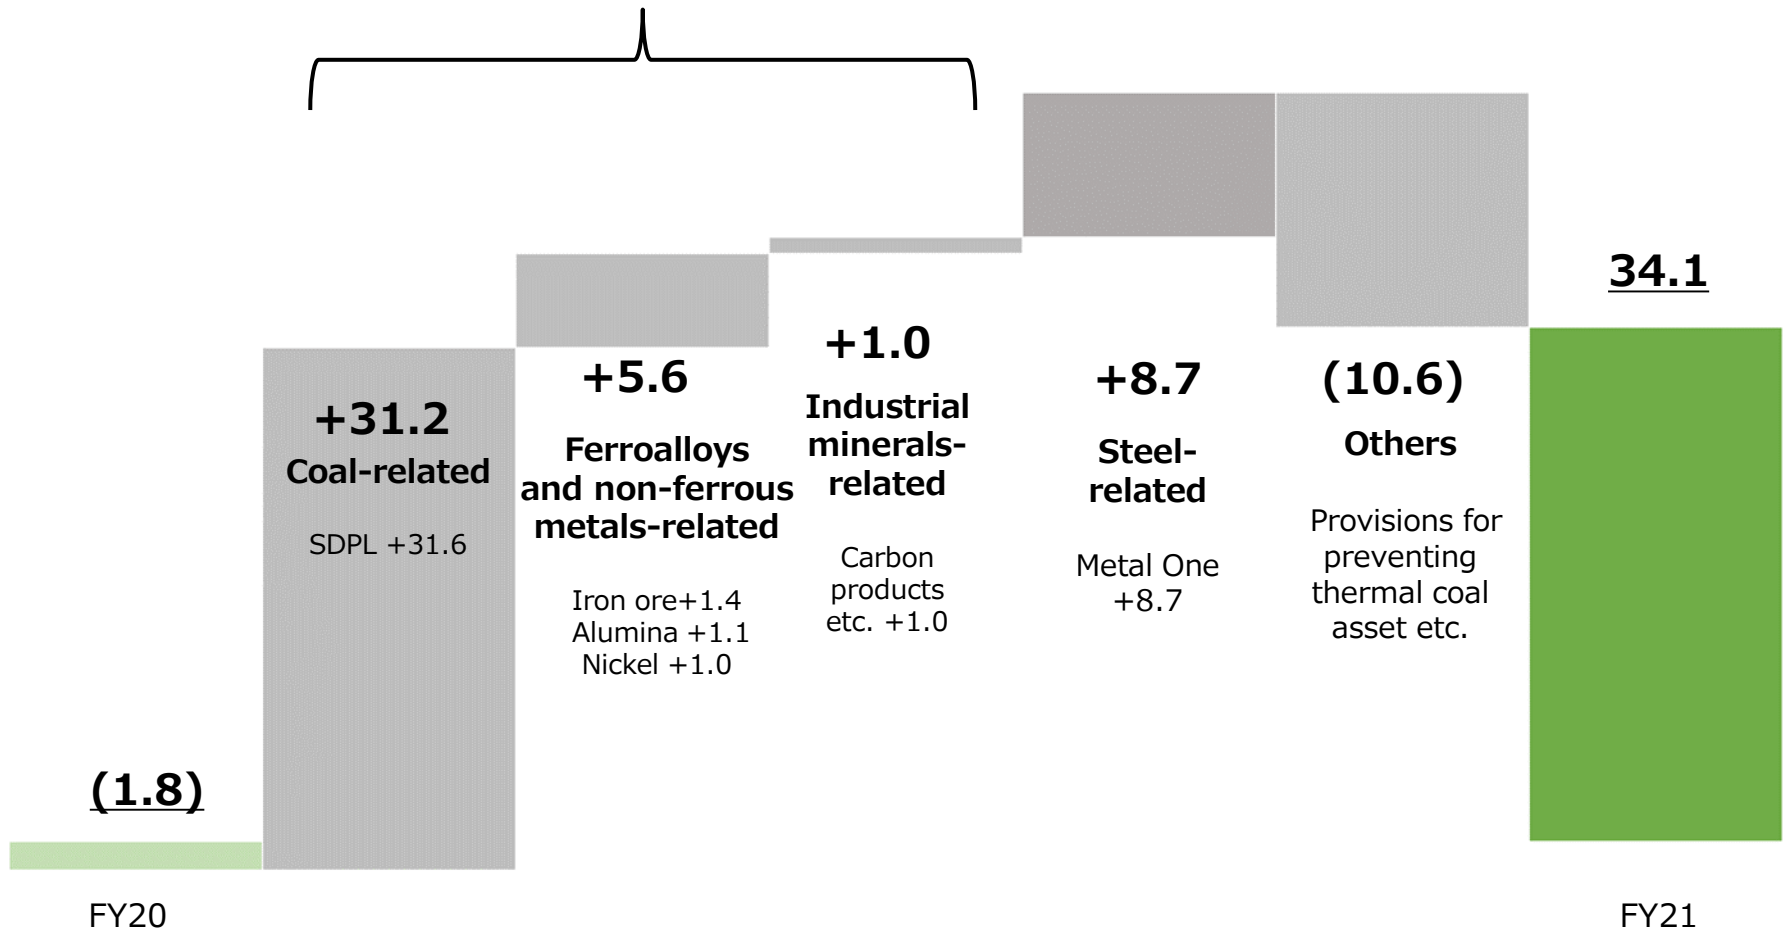 (1.8)
FY20
+31.2
Coal-related
SDPL +31.6
+5.6
Ferroalloys
and non-ferrous
metals-related
Iron ore+1.4
Alumina +1.1
Nickel +1.0
+1.0
Industrial
minerals-
related
Carbon
products
etc. +1.0
+8.7
Steel-
related
Metal One
+8.7
(10.6)
Others
Provisions for
preventing
thermal coal
asset etc.
34.1
FY21